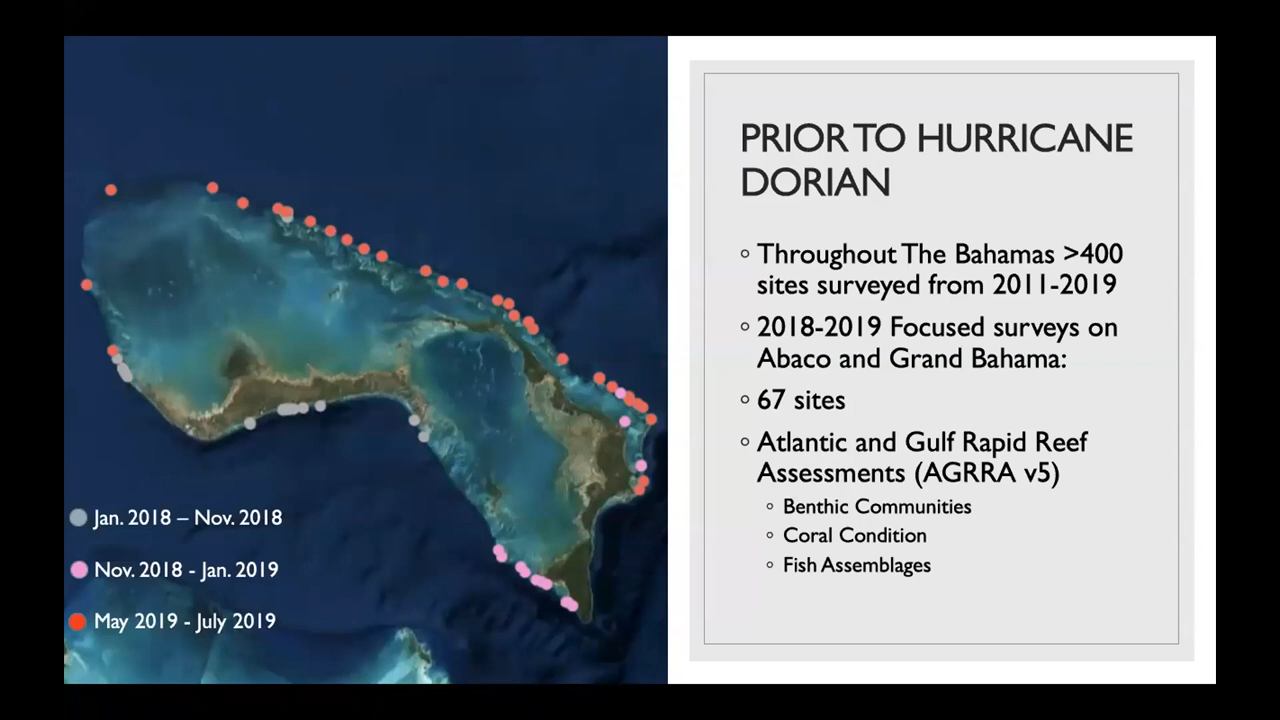 PRIOR TO HURRICANE
DORIAN
◦ Throughout The Bahamas >400
sites surveyed from 2011-2019
◦ 2018-2019 Focused surveys on
Abaco and Grand Bahama:
◦ 67 sites
◦ Atlantic and Gulf Rapid Reef
Assessments (AGRRA v5)
◦ Benthic Communities
◦ Coral Condition
◦ Fish Assemblages
Jan. 2018 – Nov. 2018
Nov. 2018 - Jan. 2019
May 2019 - July 2019